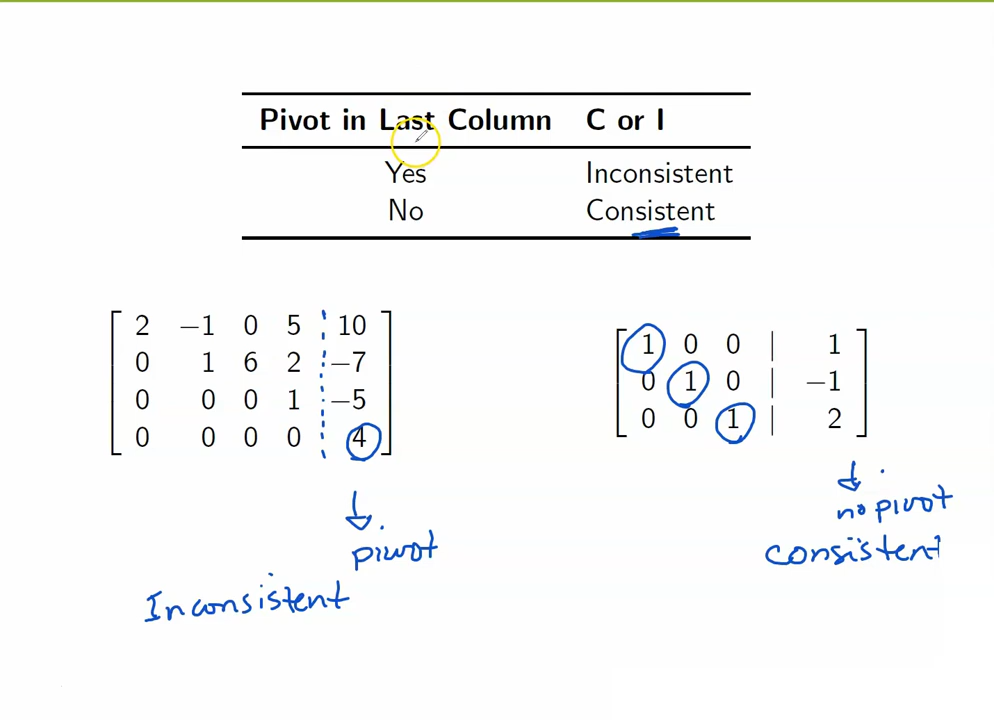 Pivot in Last Column C or I
Yes Inconsistent
No Consistent
2 −1 0 5 10
0 1 6 2 −7
0 0 0 1 −5
0 0 0 0 4
1 0 0 | 1
0 1 0 | −1
0 0 1 | 2
pivot
Inconsistent
no pivot
consistent